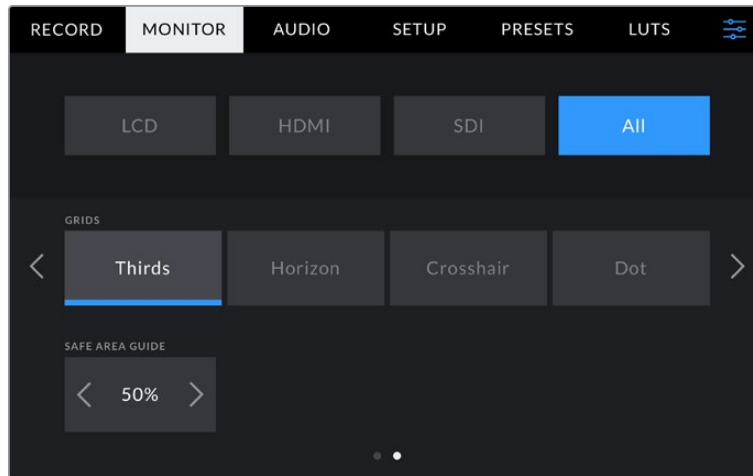 RECORD MONITOR AUDIO SETUP PRESETS LUTS
LCD HDMI SDI All
GRIDS
Thirds Horizon Crosshair Dot
SAFE AREA GUIDE
50%